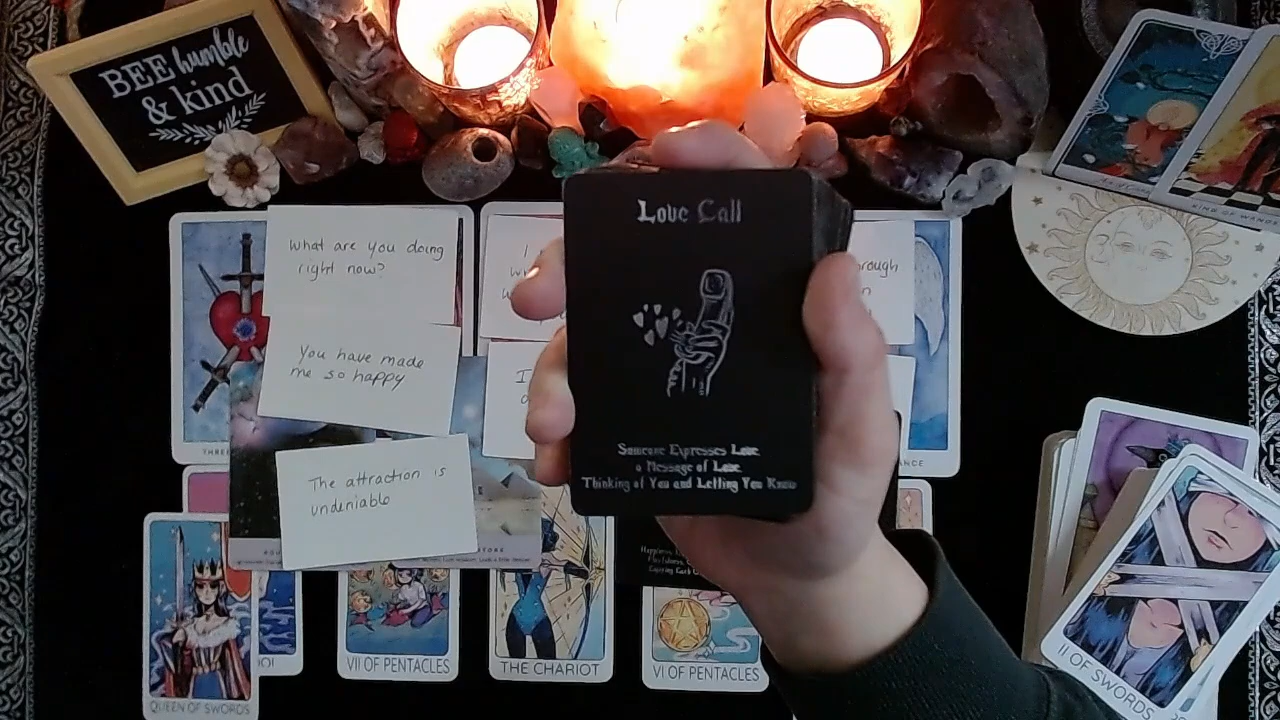 BEE humble
& kind
What are you doing
right now?
You have made
me so happy
The attraction is
undeniable
I
I
Love Call
Someone Expresses Love
a Message of Love
Thinking of You and Letting You Know
KING OF WANDS
QUEEN OF SWORDS
VII OF PENTACLES
THE CHARIOT
VI OF PENTACLES
II OF SWORDS